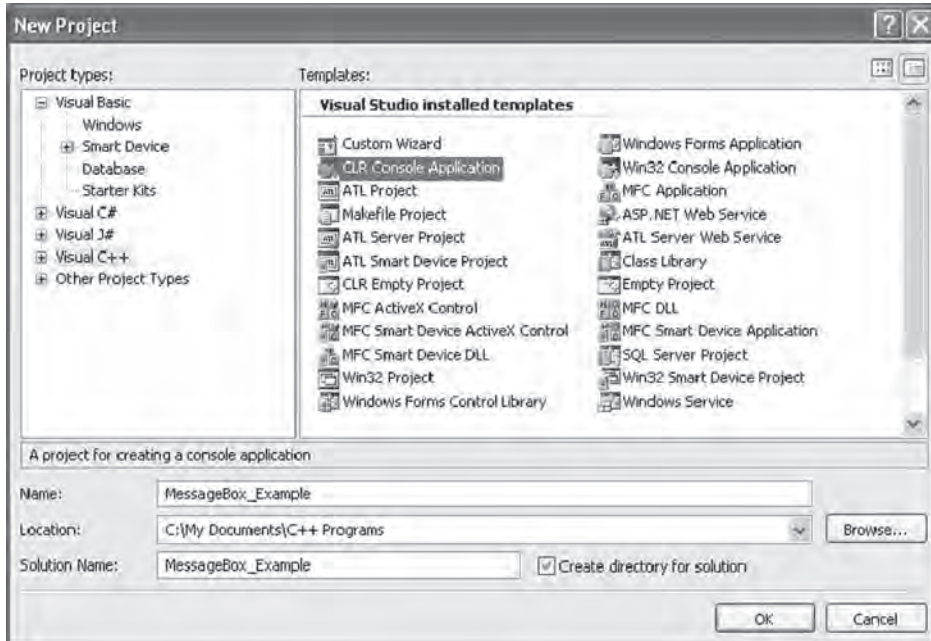 New Project
Project types:
Templates:
Visual Basic
Windows
Smart Device
Database
Starter Kits
Visual C#
Visual J#
Visual C++
Other Project Types
Visual Studio installed templates
Custom Wizard
CLR Console Application
ATL Project
Makefile Project
ATL Server Project
ATL Smart Device Project
CLR Empty Project
MFC ActiveX Control
MFC Smart Device ActiveX Control
MFC Smart Device DLL
Win32 Project
Windows Forms Control Library
Windows Forms Application
Win32 Console Application
MFC Application
ASP.NET Web Service
ATL Server Web Service
Class Library
Empty Project
MFC DLL
MFC Smart Device Application
SQL Server Project
Win32 Smart Device Project
Windows Service
A project for creating a console application
Name: MessageBox_Example
Location: C:\My Documents\C++ Programs Browse...
Solution Name: MessageBox_Example Create directory for solution
OK Cancel